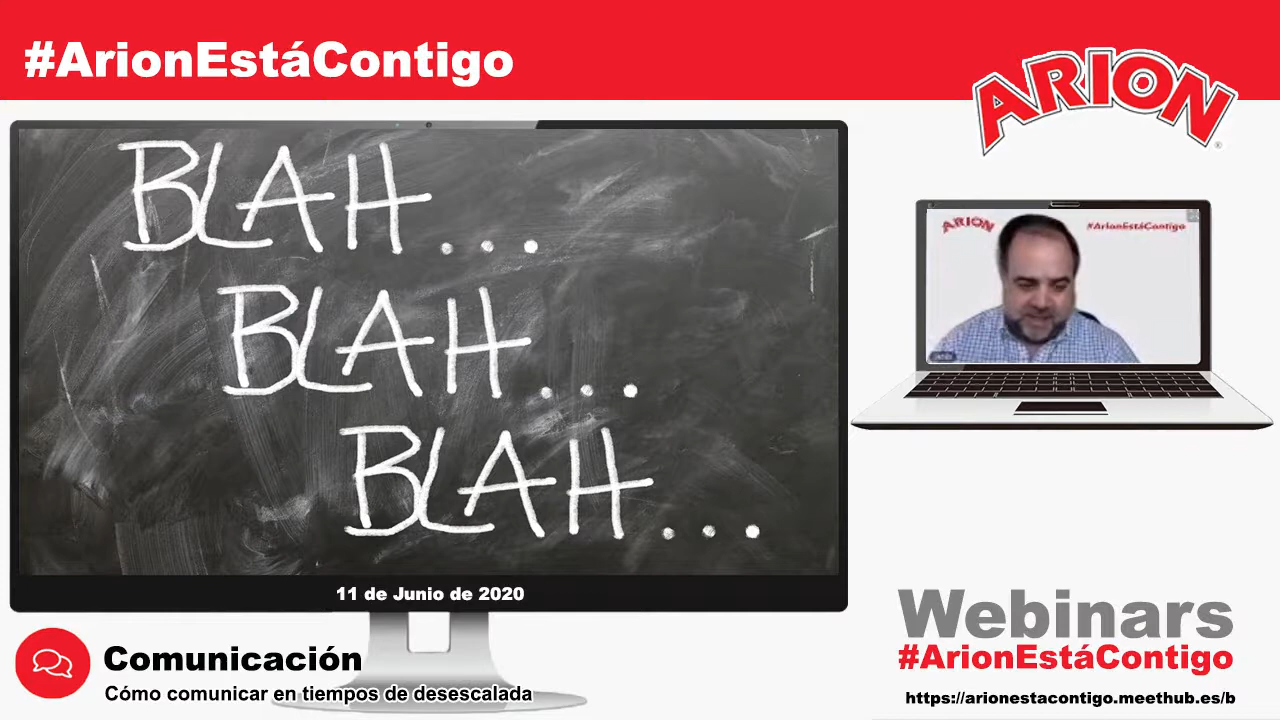 #ArionEstáContigo
ARION
®
BLAH...
BLAH...
BLAH...
ARION
#ArionEstáContigo
11 de Junio de 2020
Comunicación
Cómo comunicar en tiempos de desescalada
Webinars
#ArionEstáContigo
https://arionestacontigo.meethub.es/b